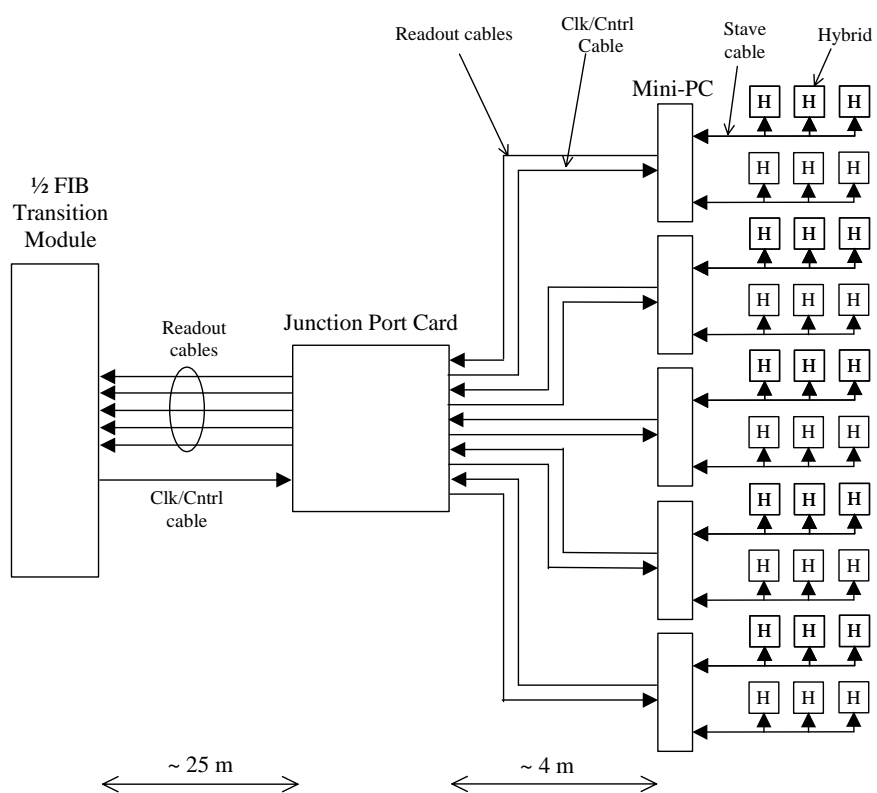 Readout cables
Clk/Cntrl
Cable
Stave
cable
Hybrid
Mini-PC
H H H
H H H
½ FIB
Transition
Module
H H H
H H H
Junction Port Card
Readout
cables
H H H
H H H
Clk/Cntrl
cable
H H H
H H H
H H H
H H H
~ 25 m
~ 4 m